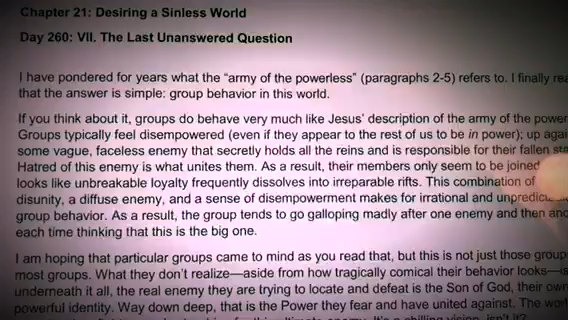 Chapter 21: Desiring a Sinless World
Day 260: VII. The Last Unanswered Question
I have pondered for years what the “army of the powerless” (paragraphs 2-5) refers to. I finally
that the answer is simple: group behavior in this world.
If you think about it, groups do behave very much like Jesus’ description of the army of the power
Groups typically feel disempowered (even if they appear to the rest of us to be in power); up
some vague, faceless enemy that secretly holds all the reins and is responsible for their fallen
Hatred of this enemy is what unites them. As a result, their members only seem to be joined
looks like unbreakable loyalty frequently dissolves into irreparable rifts. This combination of
disunity, a diffuse enemy, and a sense of disempowerment makes for irrational and
group behavior. As a result, the group tends to go galloping madly after one enemy and then
each time thinking that this is the big one.
I am hoping that particular groups came to mind as you read that, but this is not just those
most groups. What they don’t realize—aside from how tragically comical their behavior looks—
underneath it all, the real enemy they are trying to locate and defeat is the Son of God, their own
powerful identity. Way down deep, that is the Power they fear and have united against. The